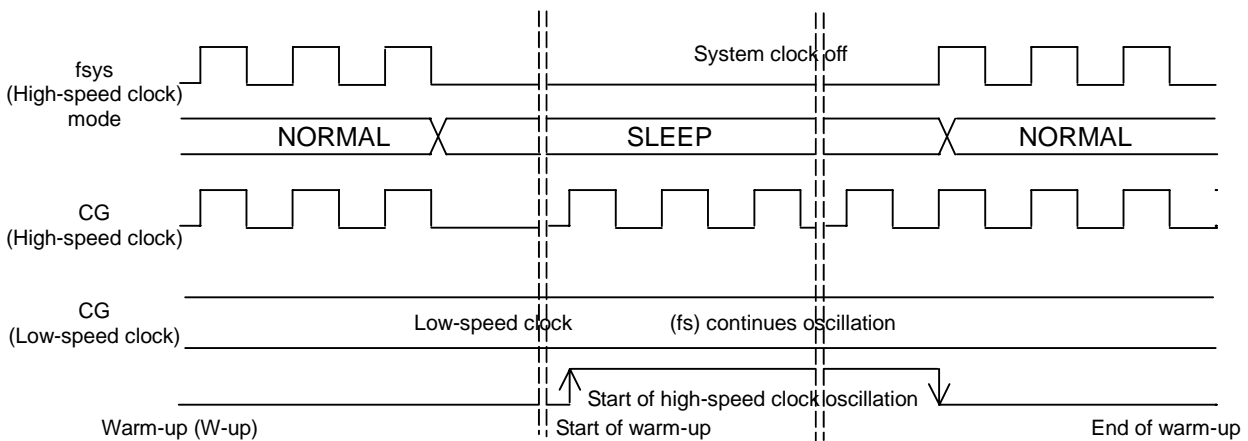 System clock off
fsys
(High-speed clock)
mode
NORMAL
SLEEP
NORMAL
CG
(High-speed clock)
CG
(Low-speed clock)
Low-speed clock (fs) continues oscillation
Start of high-speed clock oscillation
Warm-up (W-up)
Start of warm-up
End of warm-up